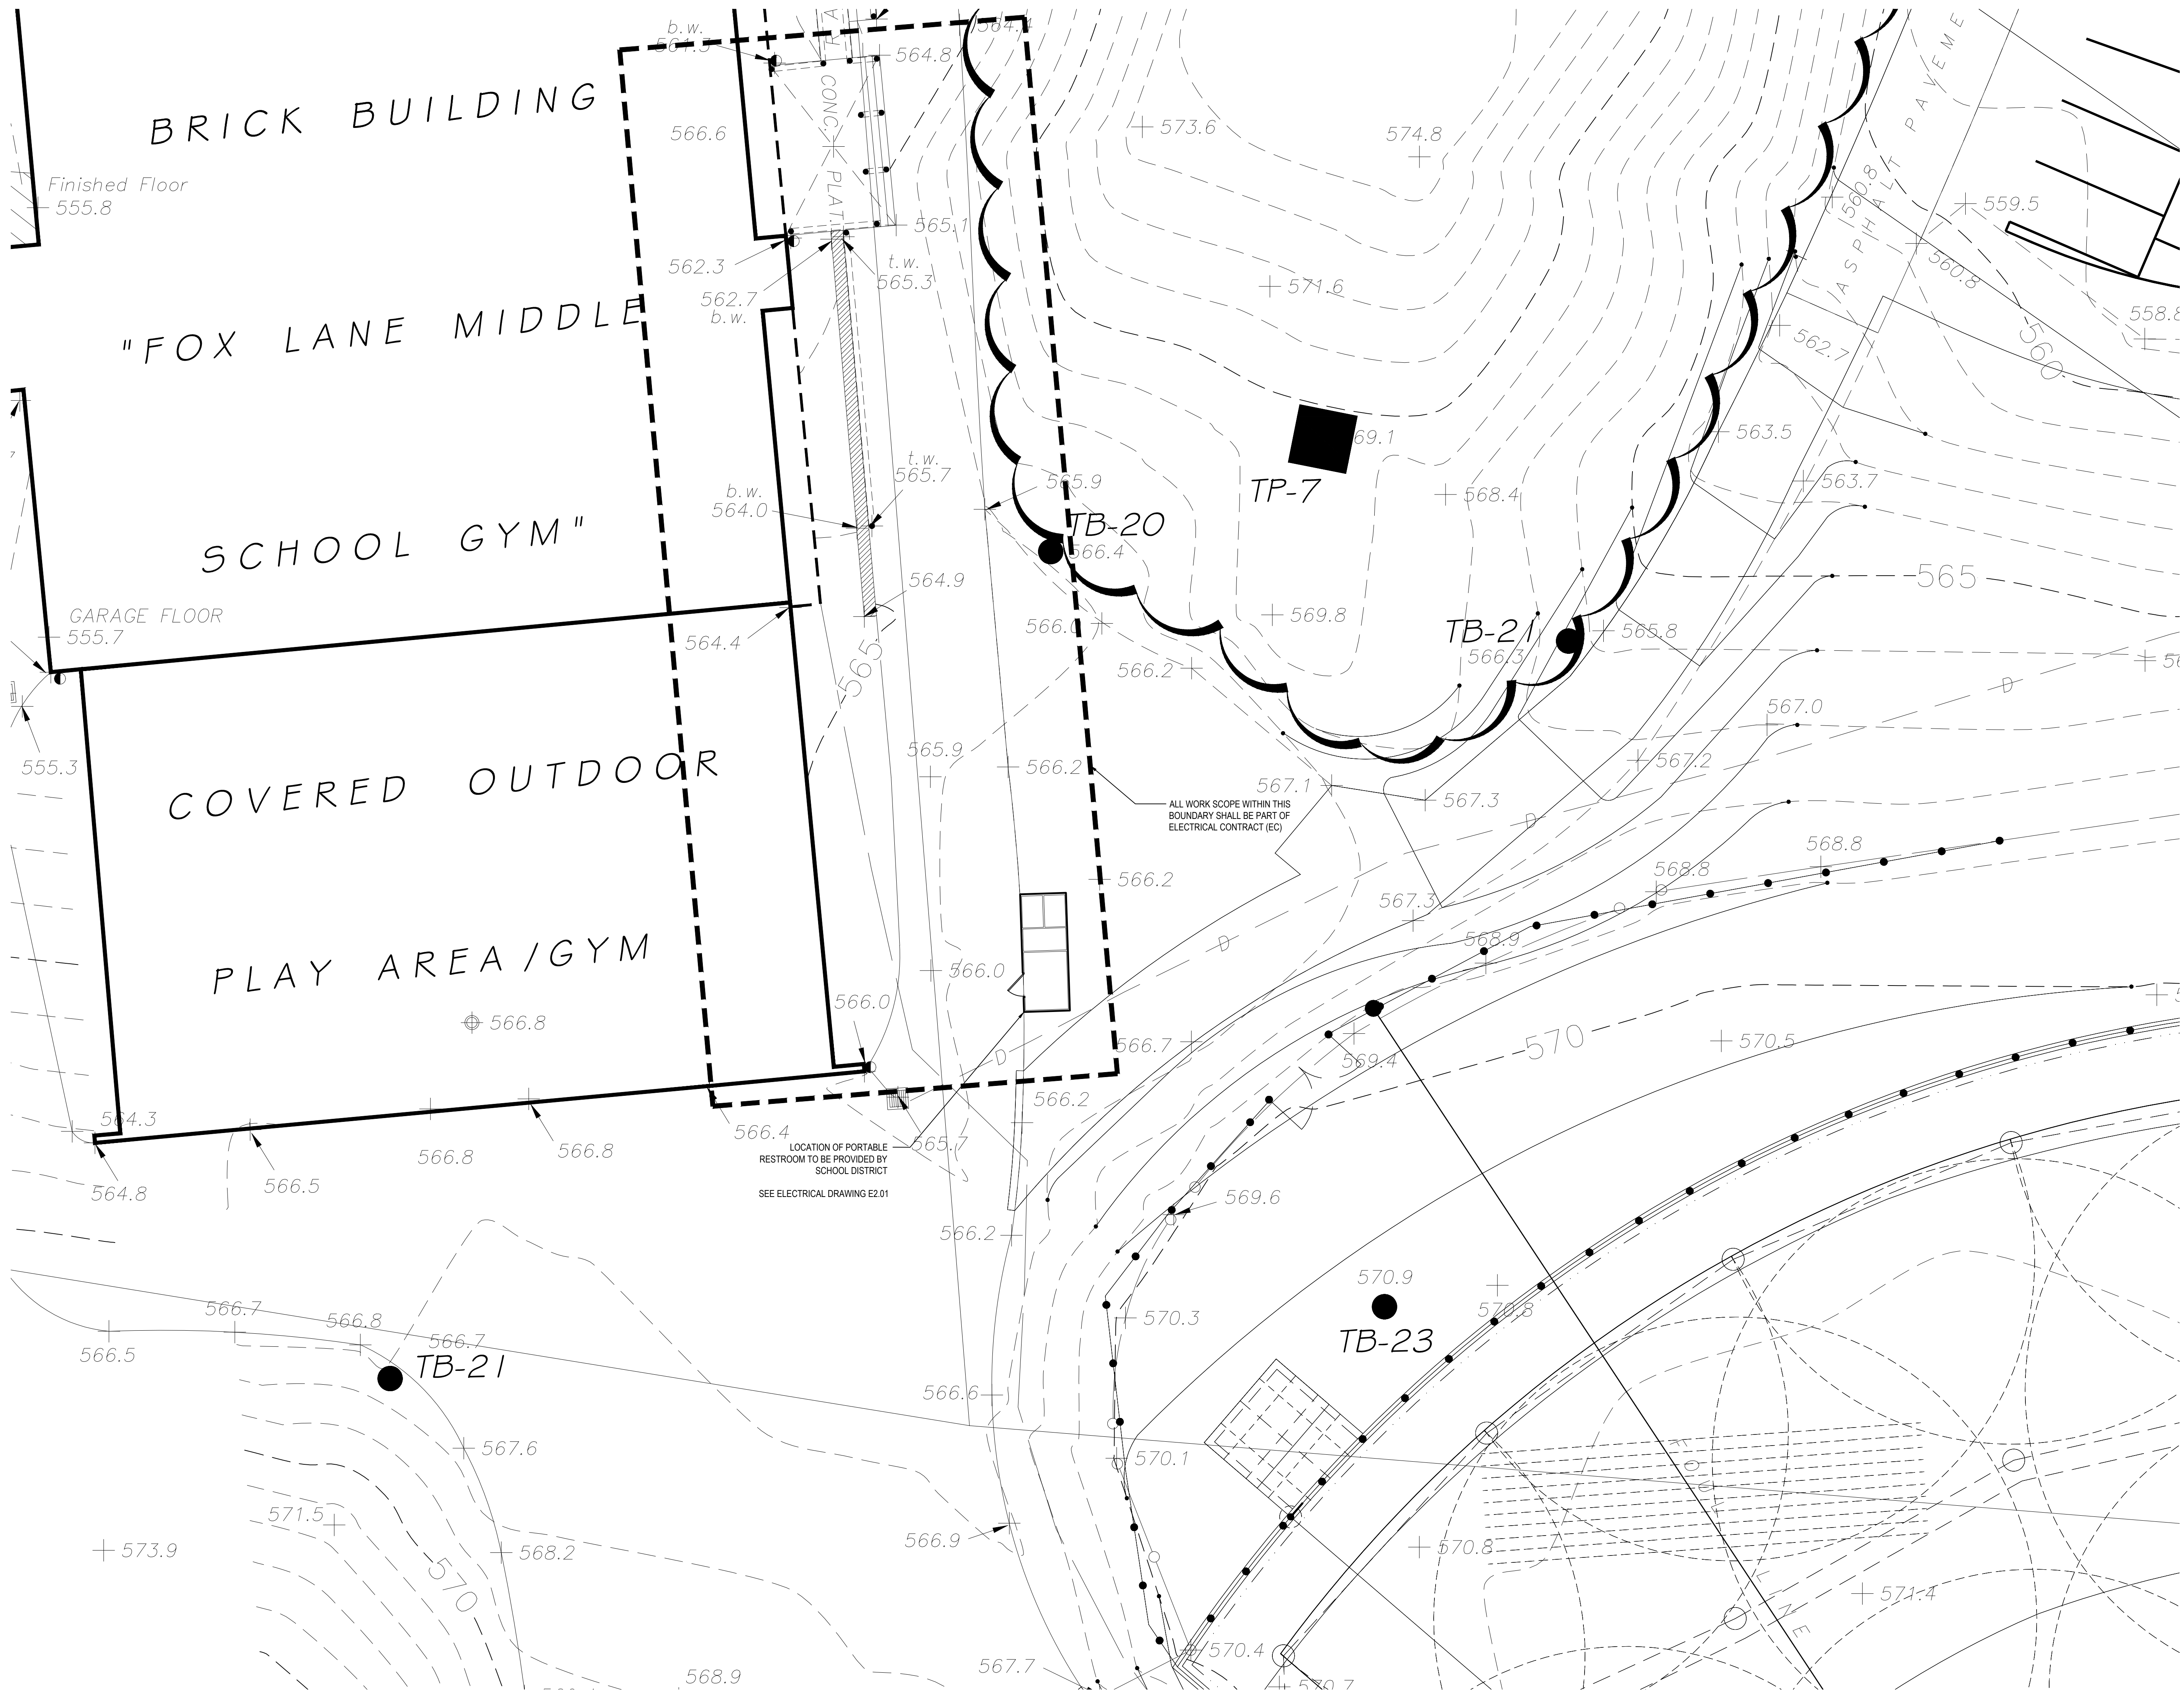 BRICK BUILDING
"FOX LANE MIDDLE
SCHOOL GYM"
COVERED OUTDOOR
PLAY AREA/GYM
Finished Floor
555.8
GARAGE FLOOR
555.7
555.3
b.w.
561.3
564.4
564.8
566.6
CONC.
PLAT
565.1
562.3
562.7
b.w.
t.w.
565.3
t.w.
565.7
b.w.
564.0
564.9
564.4
565
565.9
TB-20
566.4
566.0
566.2
565.9
566.2
573.6
574.8
571.6
TP-7
569.1
568.4
569.8
TB-21
566.3
565.8
ASPHALT PAVEME
560.8
559.5
560.8
558.8
562.7
560
563.5
563.7
565
567.0
567.2
D
D
D
D
567.1
567.3
ALL WORK SCOPE WITHIN THIS
BOUNDARY SHALL BE PART OF
ELECTRICAL CONTRACT (EC)
566.2
567.3
568.8
568.8
568.9
566.0
566.0
566.8
566.7
569.4
570
570.5
564.3
564.8
566.5
566.8
566.8
566.4
565.7
566.2
LOCATION OF PORTABLE
RESTROOM TO BE PROVIDED BY
SCHOOL DISTRICT
SEE ELECTRICAL DRAWING E2.01
566.2
569.6
570.9
TB-23
570.8
570.3
566.5
566.7
566.8
566.7
TB-21
566.6
567.6
570.1
571.5
573.9
568.2
570
566.9
570.8
571.4
FOUL LINE
570.4
567.7
568.9
570.7